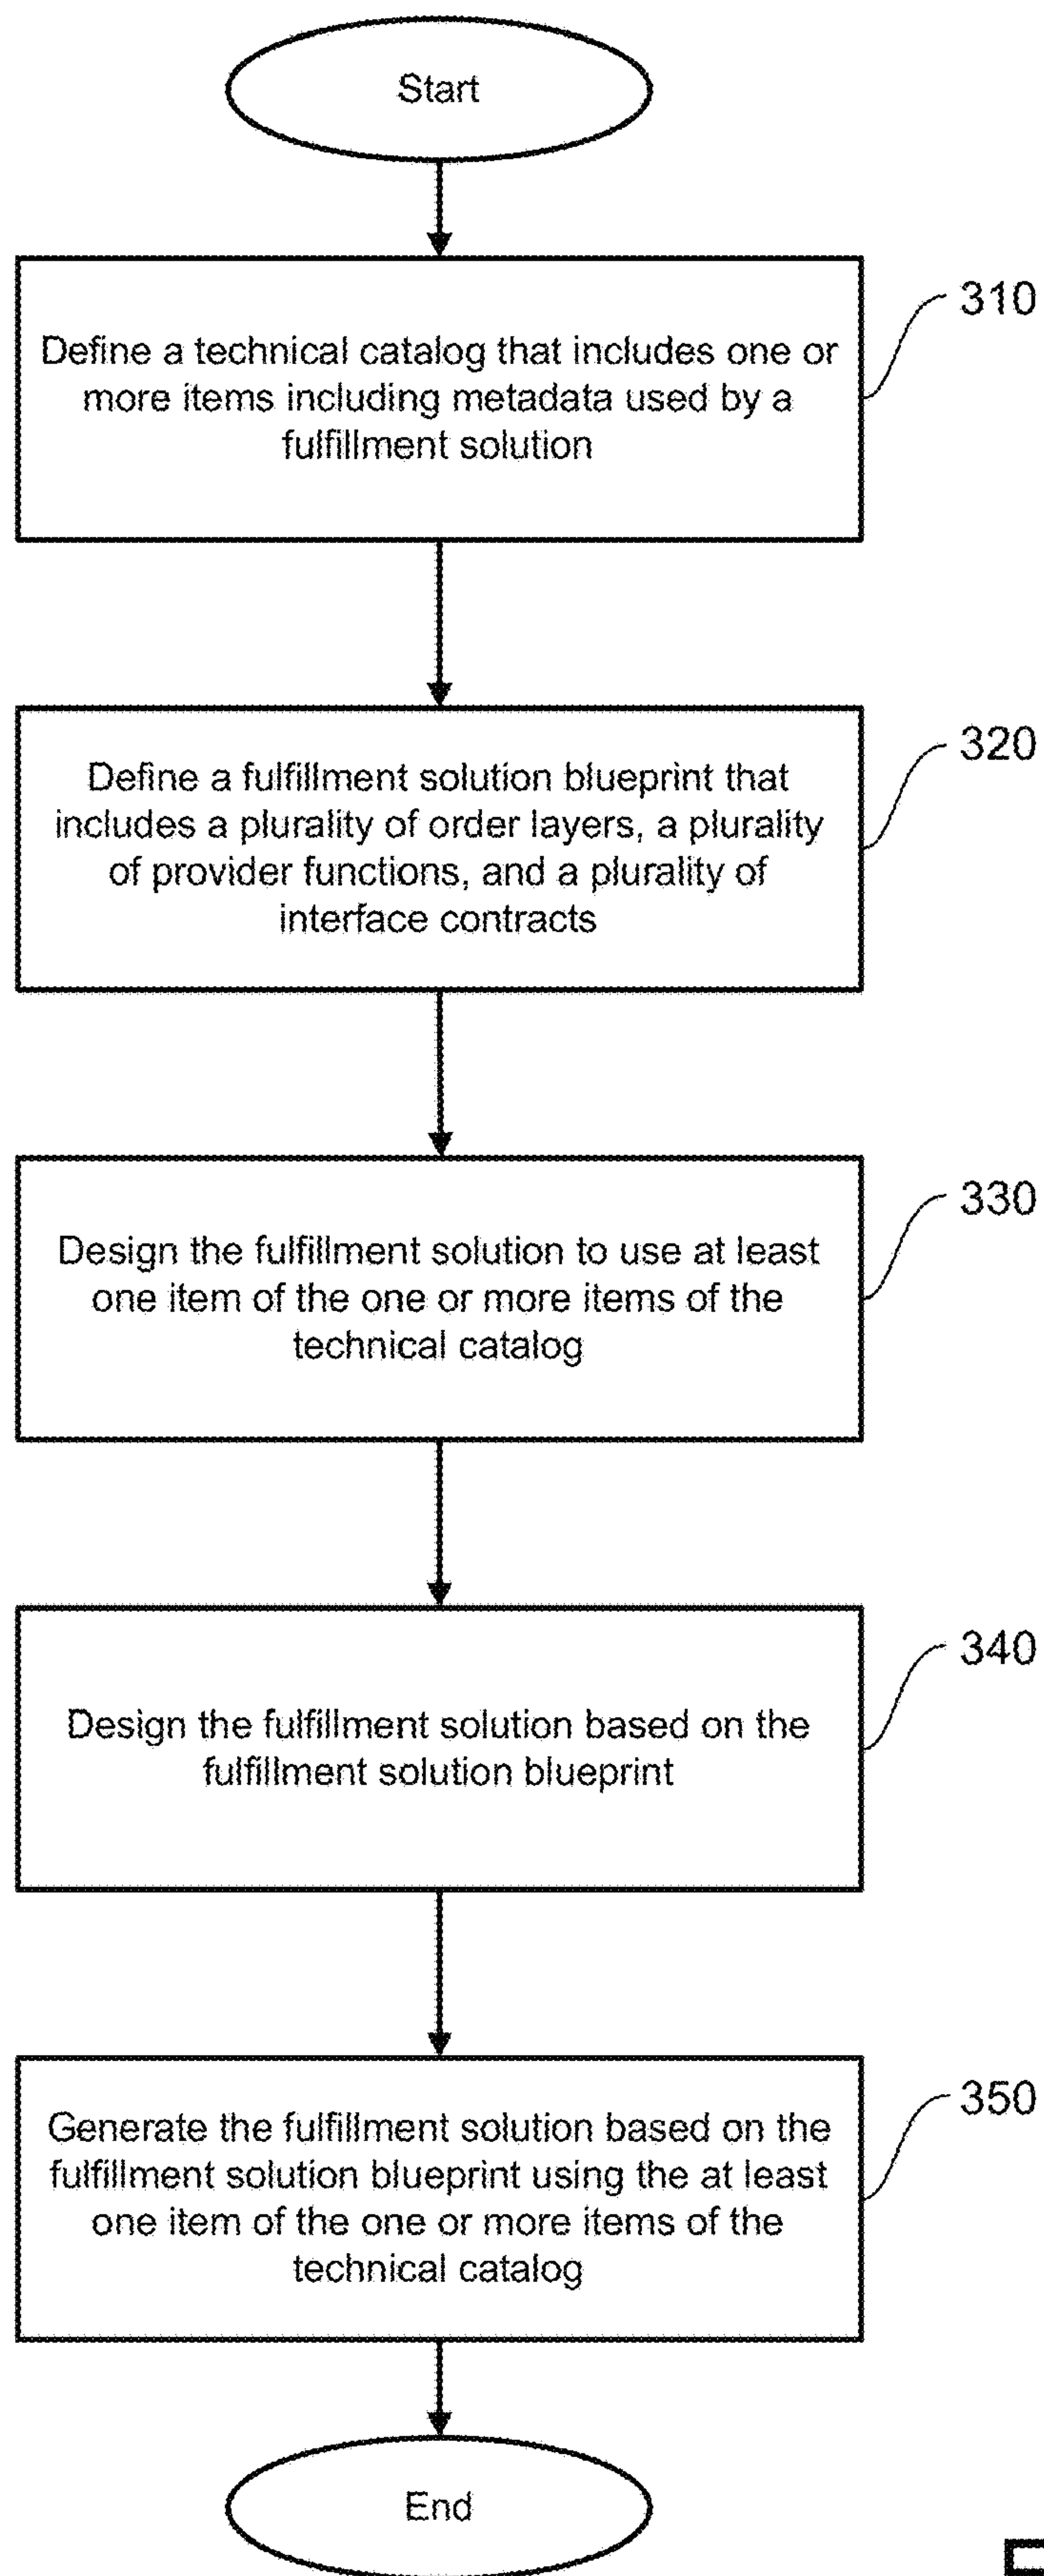 Start
Define a technical catalog that includes one or
more items including metadata used by a
fulfillment solution
310
Define a fulfillment solution blueprint that
includes a plurality of order layers, a plurality
of provider functions, and a plurality of
interface contracts
320
Design the fulfillment solution to use at least
one item of the one or more items of the
technical catalog
330
Design the fulfillment solution based on the
fulfillment solution blueprint
340
Generate the fulfillment solution based on the
fulfillment solution blueprint using the at least
one item of the one or more items of the
technical catalog
350
End